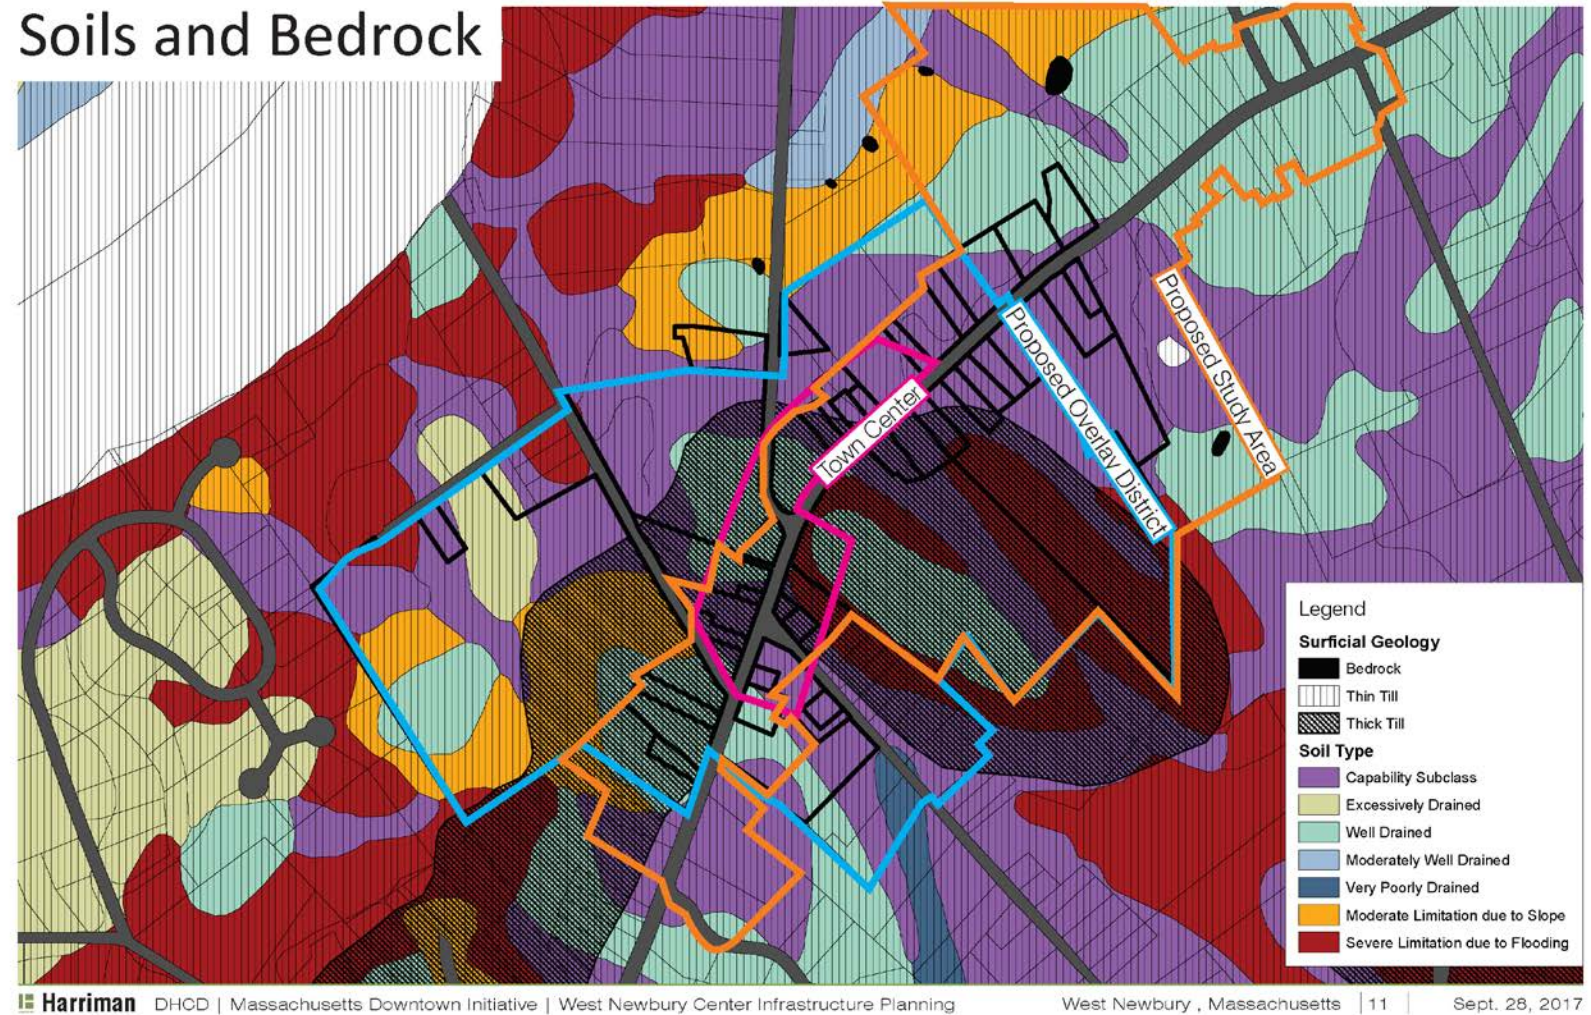 Soils and Bedrock
Proposed Study Area
Proposed Overlay District
Town Center
Legend
Surficial Geology
Bedrock
Thin Till
Thick Till
Soil Type
Capability Subclass
Excessively Drained
Well Drained
Moderately Well Drained
Very Poorly Drained
Moderate Limitation due to Slope
Severe Limitation due to Flooding
Harriman DHCD | Massachusetts Downtown Initiative | West Newbury Center Infrastructure Planning West Newbury , Massachusetts | 11 | Sept. 28, 2017